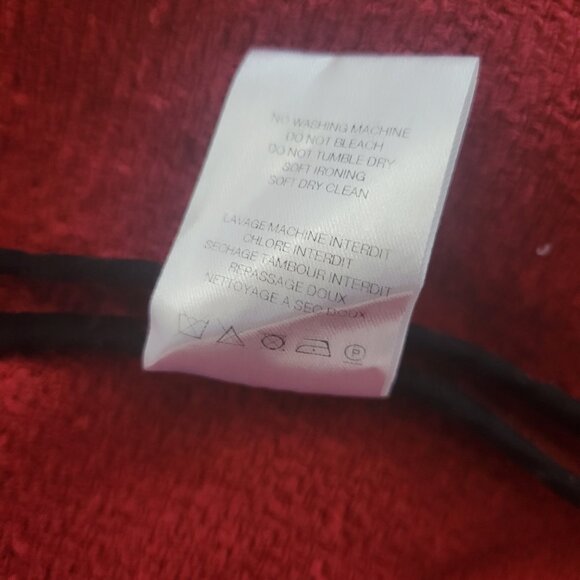 NO WASHING MACHINE
DO NOT BLEACH
DO NOT TUMBLE DRY
SOFT IRONING
SOFT DRY CLEAN
LAVAGE MACHINE INTERDIT
CHLORE INTERDIT
SECHAGE TAMBOUR INTERDIT
REPASSAGE DOUX
NETTOYAGE A SEC DOUX
P